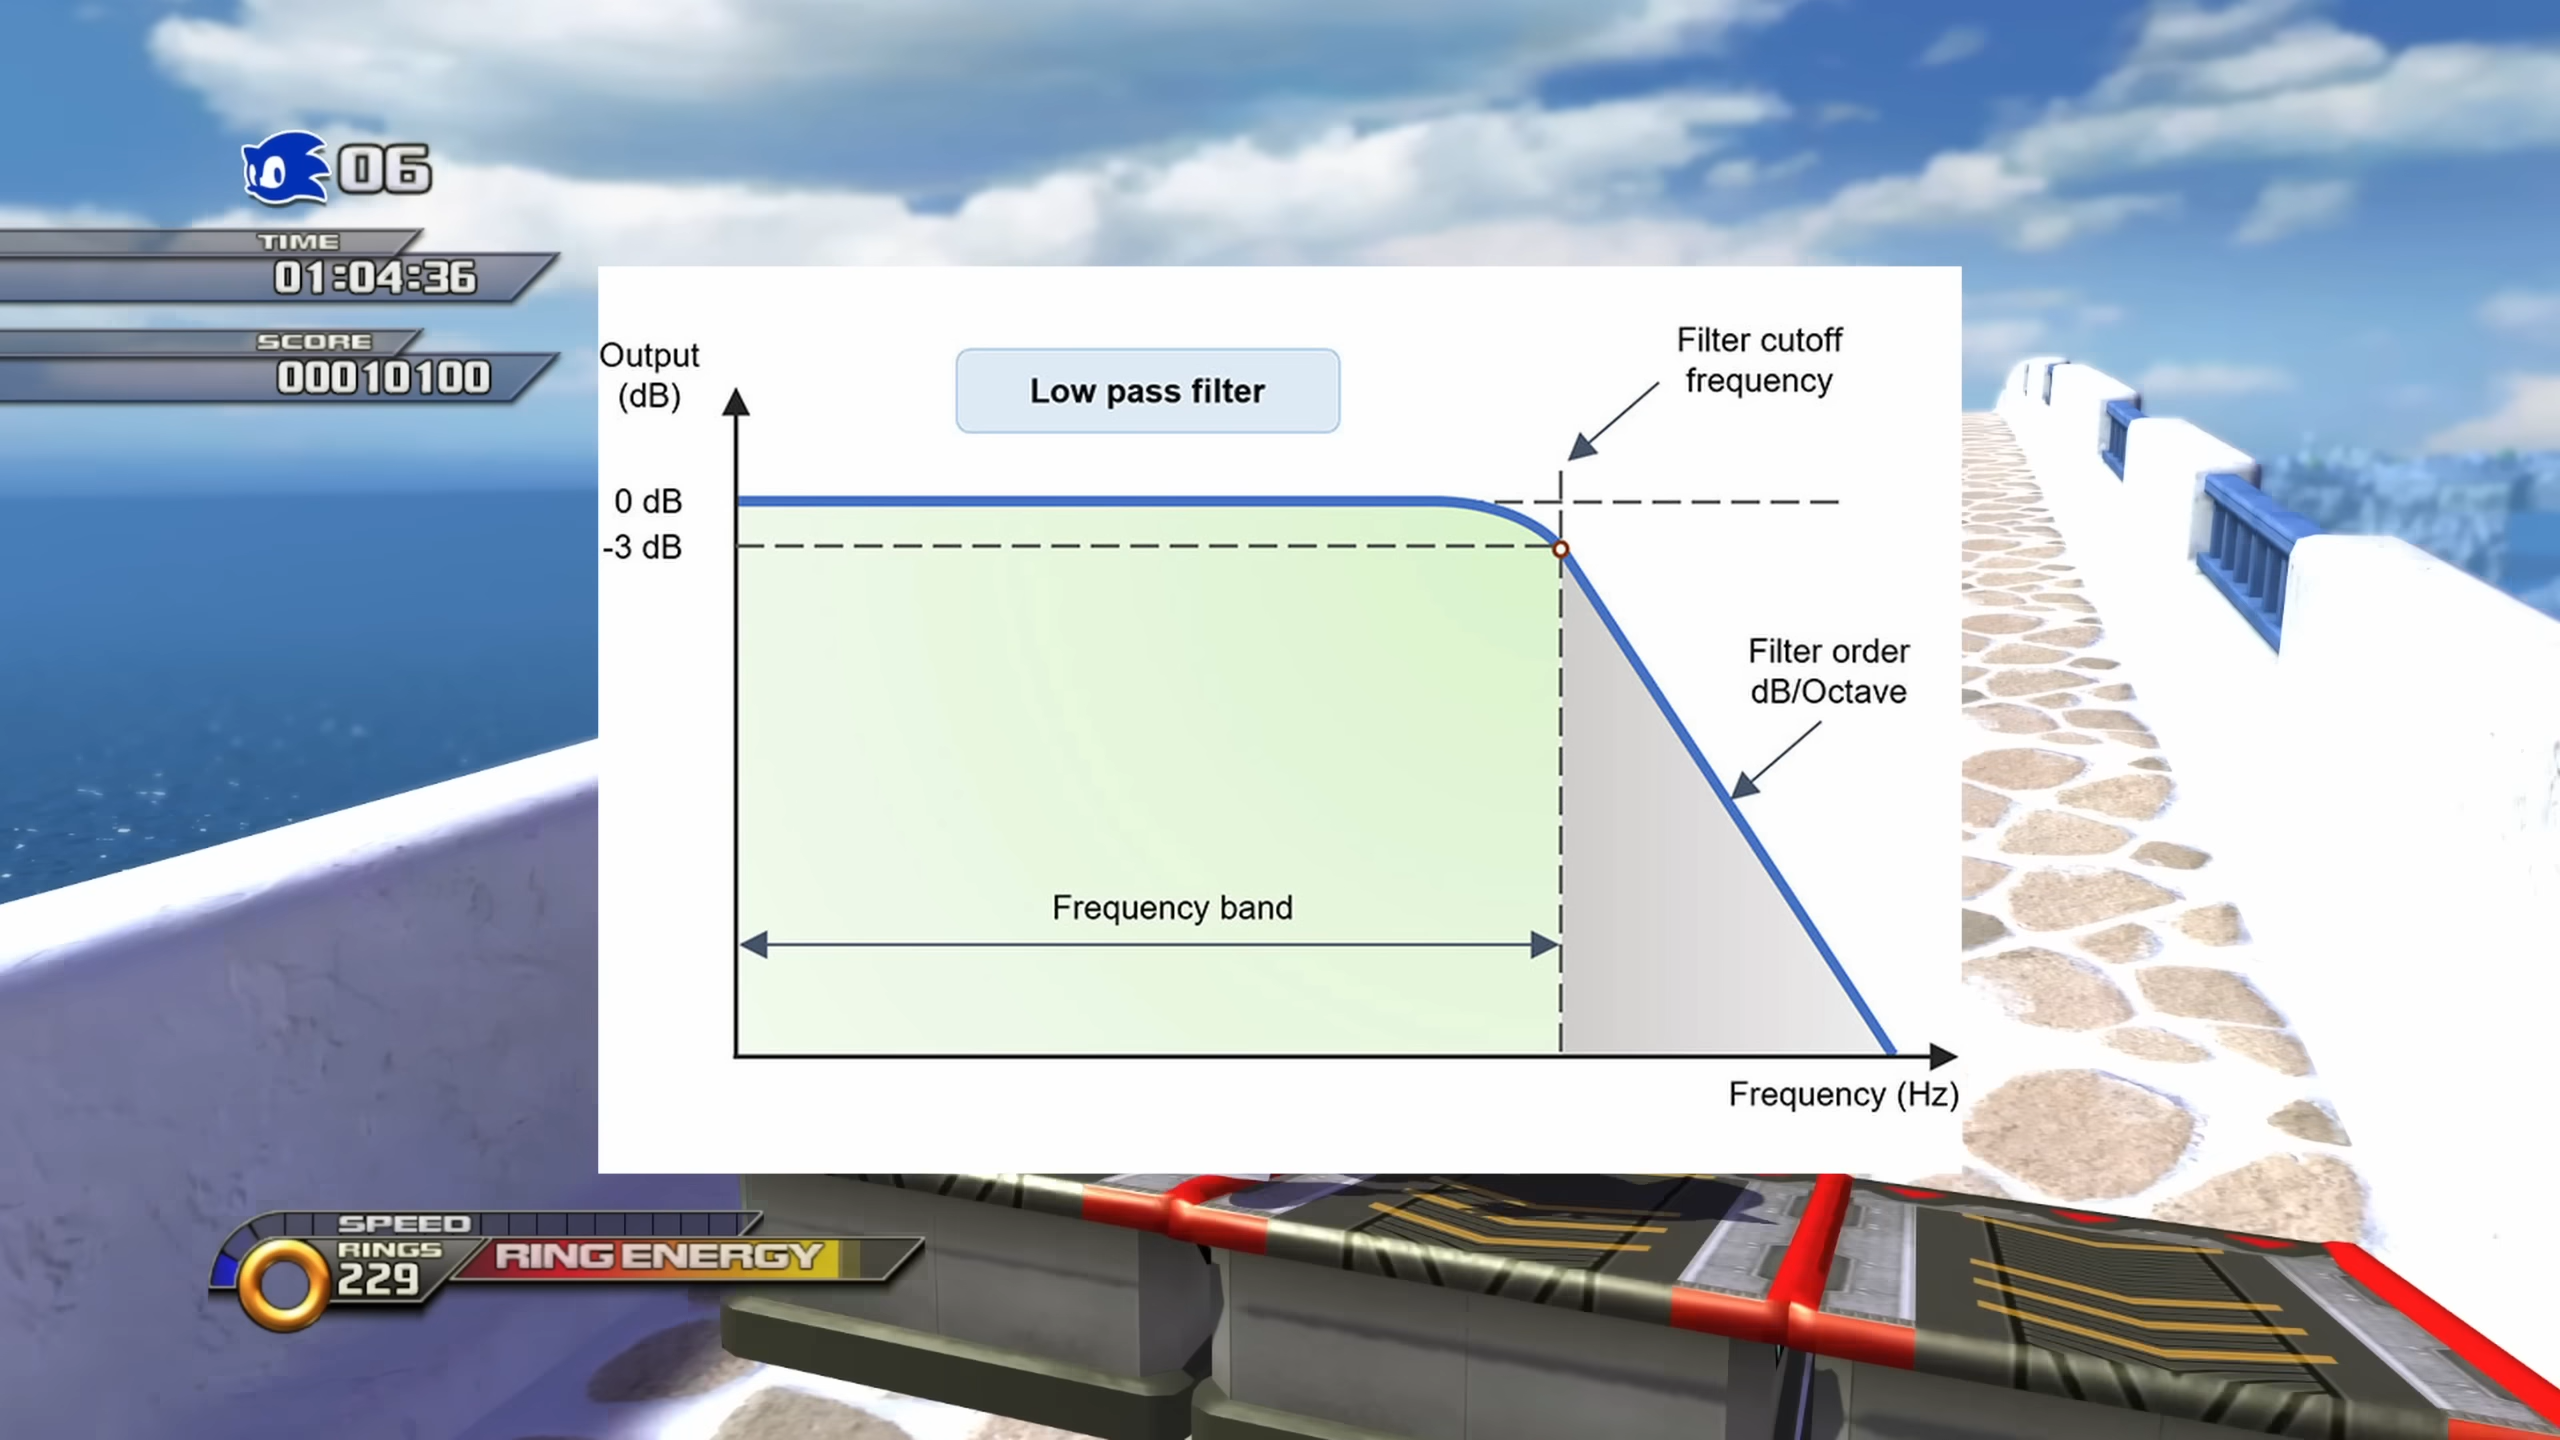 06
TIME
01:04:36
SCORE
00010100
Output
(dB)
Low pass filter
Filter cutoff
frequency
0 dB
-3 dB
Filter order
dB/Octave
Frequency band
Frequency (Hz)
SPEED
RINGS
229
RING ENERGY